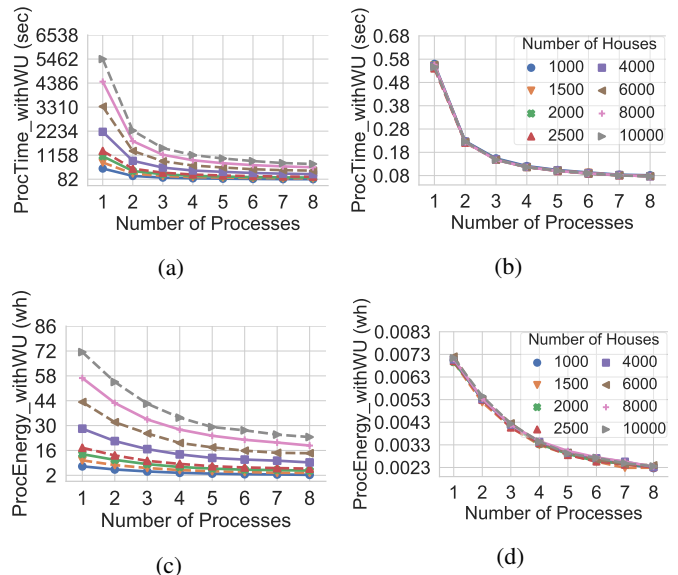 ProcTime_withWU (sec)
6538
5462
4386
3310
2234
1158
82
1 2 3 4 5 6 7 8
Number of Processes
(a)
ProcTime_withWU (sec)
0.68
0.58
0.48
0.38
0.28
0.18
0.08
Number of Houses
1000 4000
1500 6000
2000 8000
2500 10000
1 2 3 4 5 6 7 8
Number of Processes
(b)
ProcEnergy_withWU (wh)
86
72
58
44
30
16
2
1 2 3 4 5 6 7 8
Number of Processes
(c)
ProcEnergy_withWU (wh)
0.0083
0.0073
0.0063
0.0053
0.0043
0.0033
0.0023
Number of Houses
1000 4000
1500 6000
2000 8000
2500 10000
1 2 3 4 5 6 7 8
Number of Processes
(d)